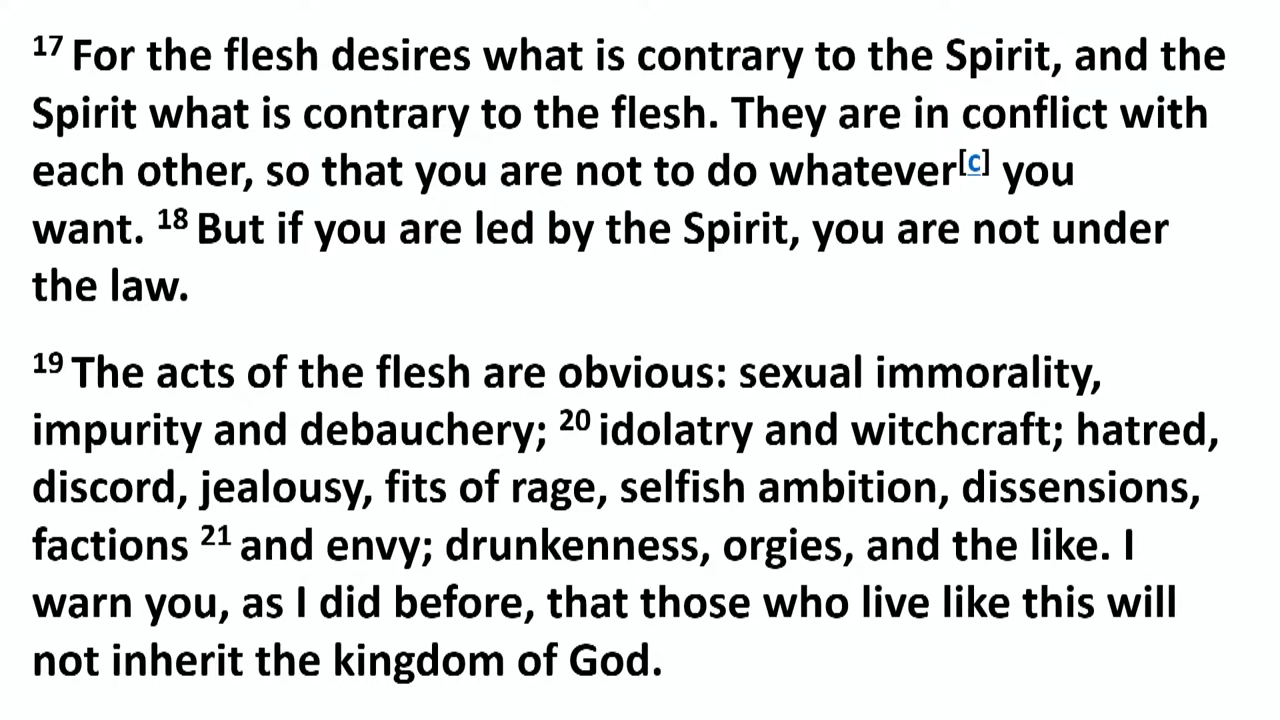 17 For the flesh desires what is contrary to the Spirit, and the
Spirit what is contrary to the flesh. They are in conflict with
each other, so that you are not to do whatever[c] you
want. 18 But if you are led by the Spirit, you are not under
the law.
19 The acts of the flesh are obvious: sexual immorality,
impurity and debauchery; 20 idolatry and witchcraft; hatred,
discord, jealousy, fits of rage, selfish ambition, dissensions,
factions 21 and envy; drunkenness, orgies, and the like. I
warn you, as I did before, that those who live like this will
not inherit the kingdom of God.